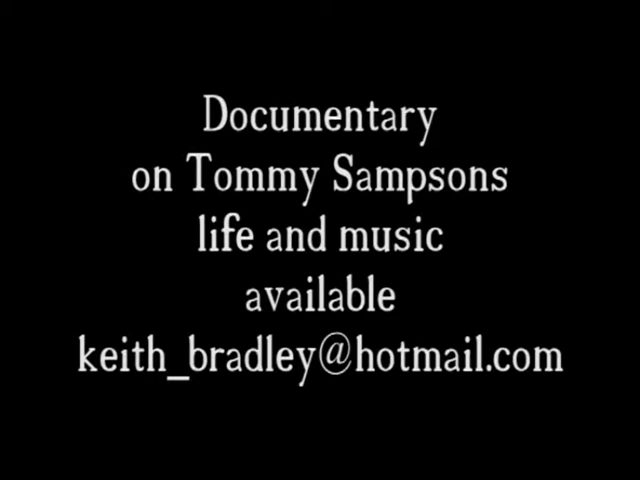 Documentary
on Tommy Sampsons
life and music
available
keith_bradley@hotmail.com